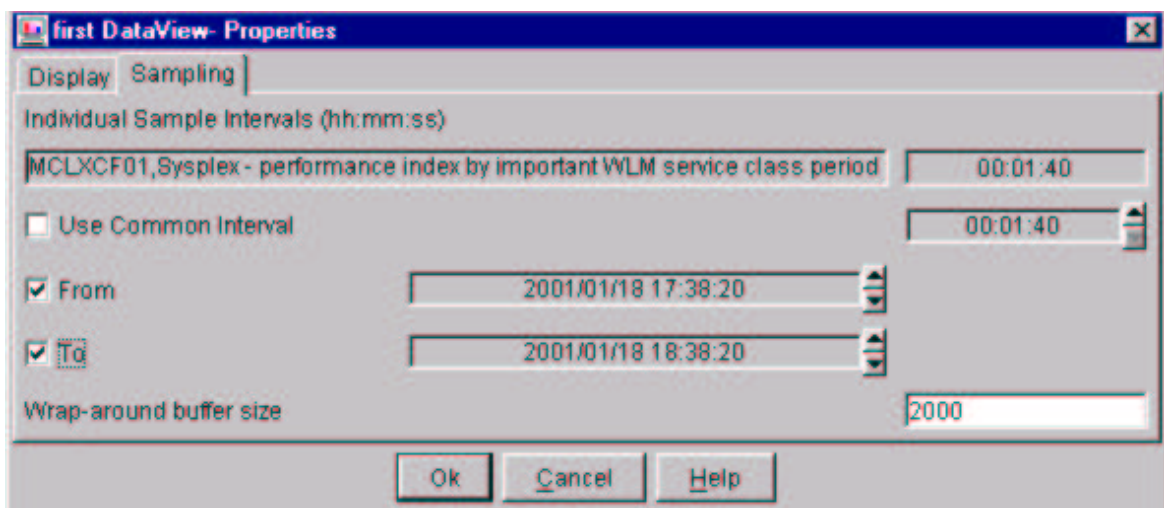 first DataView- Properties
Display Sampling
Individual Sample Intervals (hh:mm:ss)
MCLXCF01,Sysplex - performance index by important WLM service class period 00:01:40
Use Common Interval 00:01:40
From 2001/01/18 17:38:20
To 2001/01/18 18:38:20
Wrap-around buffer size 2000
Ok Cancel Help